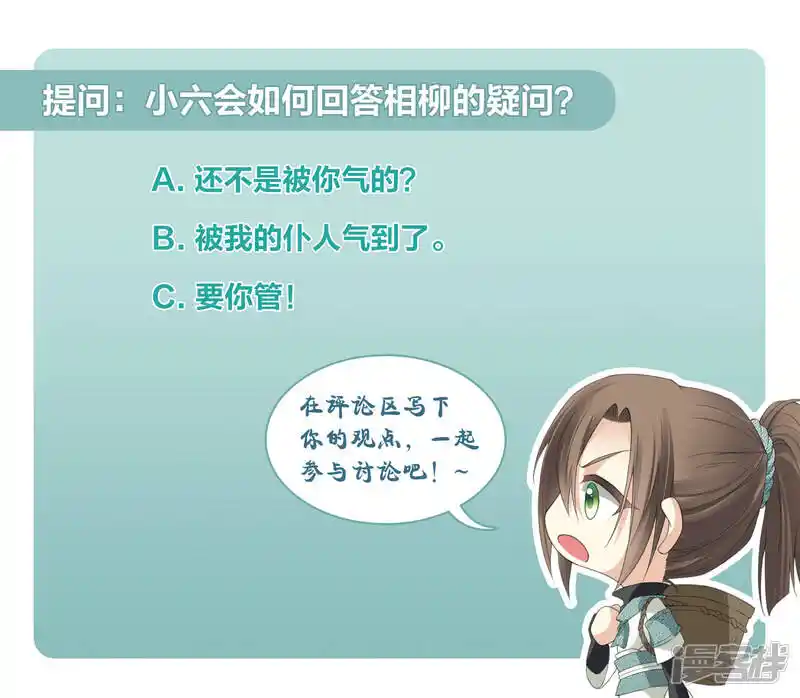 提问：小六会如何回答相柳的疑问？
A. 还不是被你气的？
B. 被我的仆人气到了。
C. 要你管！
在评论区写下
你的观点，一起
参与讨论吧！~
漫客栈